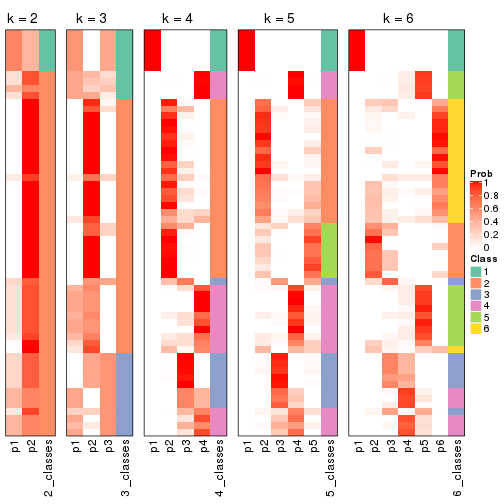 k = 2
k = 3
k = 4
k = 5
k = 6
p1
p2
2_classes
p1
p2
p3
3_classes
p1
p2
p3
p4
4_classes
p1
p2
p3
p4
p5
5_classes
p1
p2
p3
p4
p5
p6
6_classes
Prob
1
0.8
0.6
0.4
0.2
0
Class
1
2
3
4
5
6